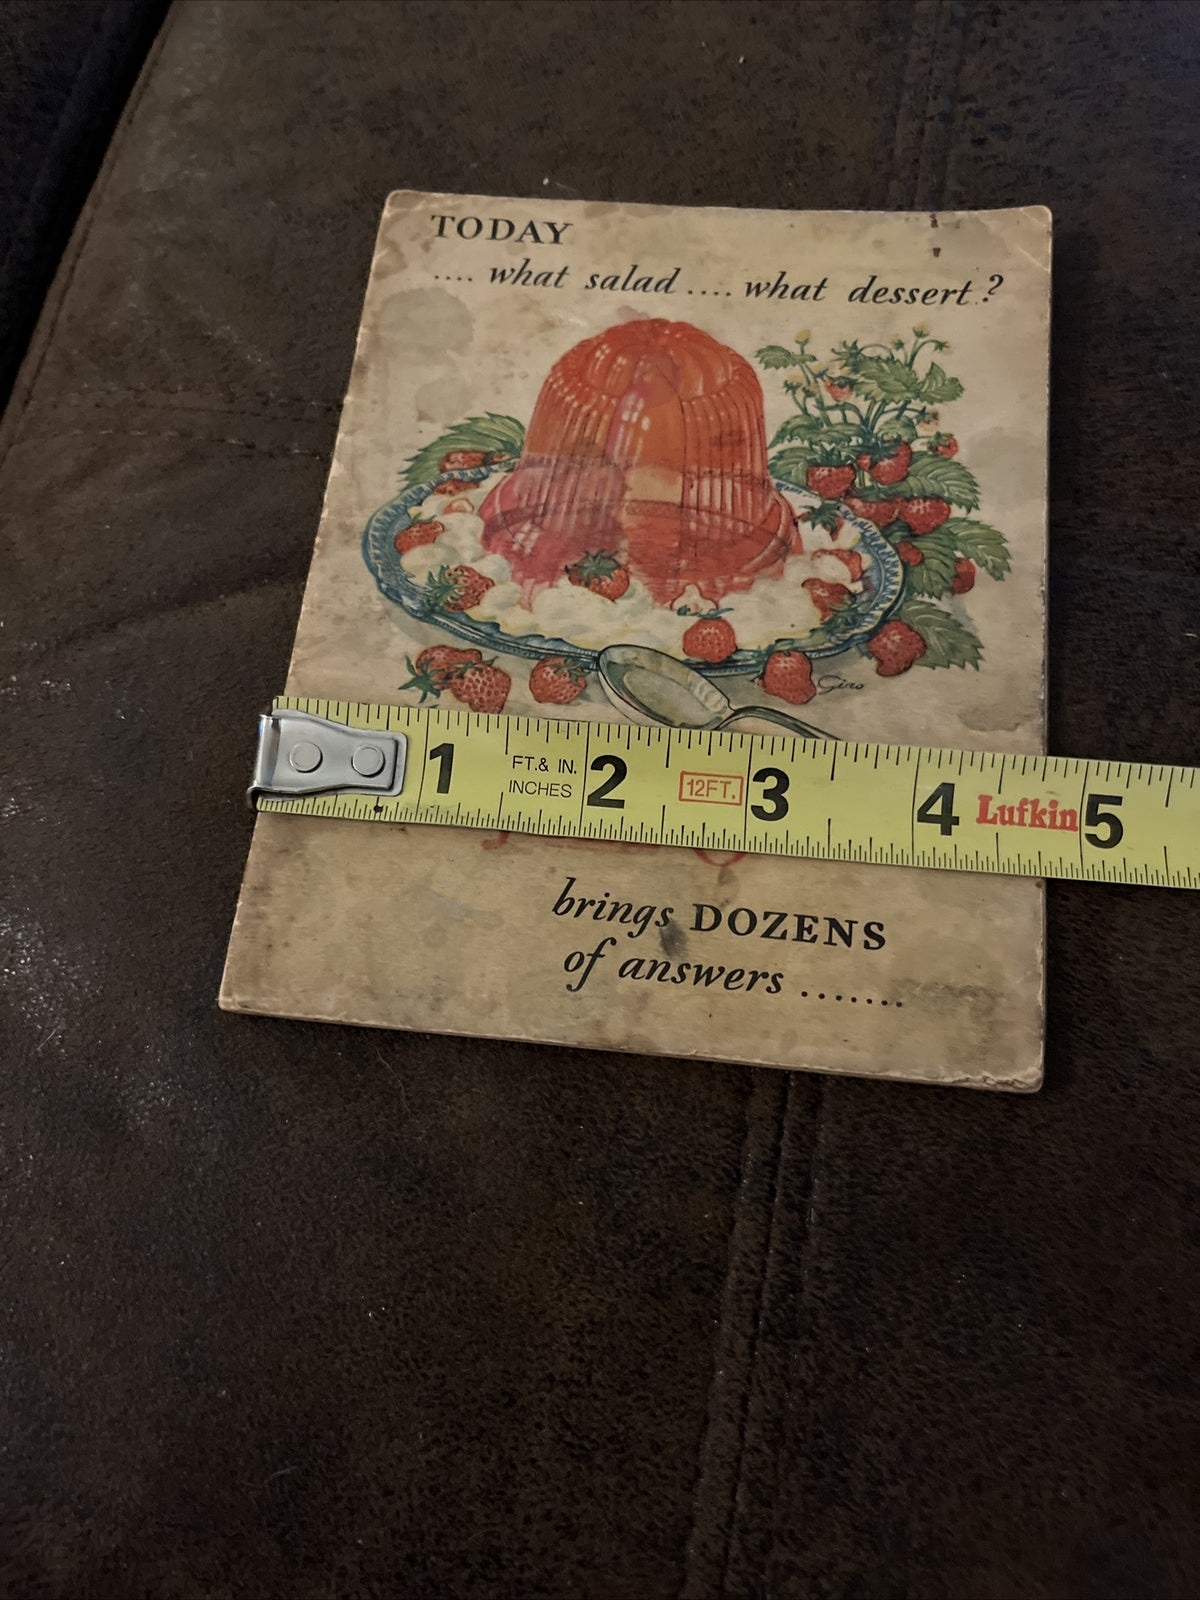 TODAY
.... what salad .... what dessert ?
Giro
1 FT.& IN. INCHES 2 12FT. 3 4 Lufkin 5
brings DOZENS
of answers .......